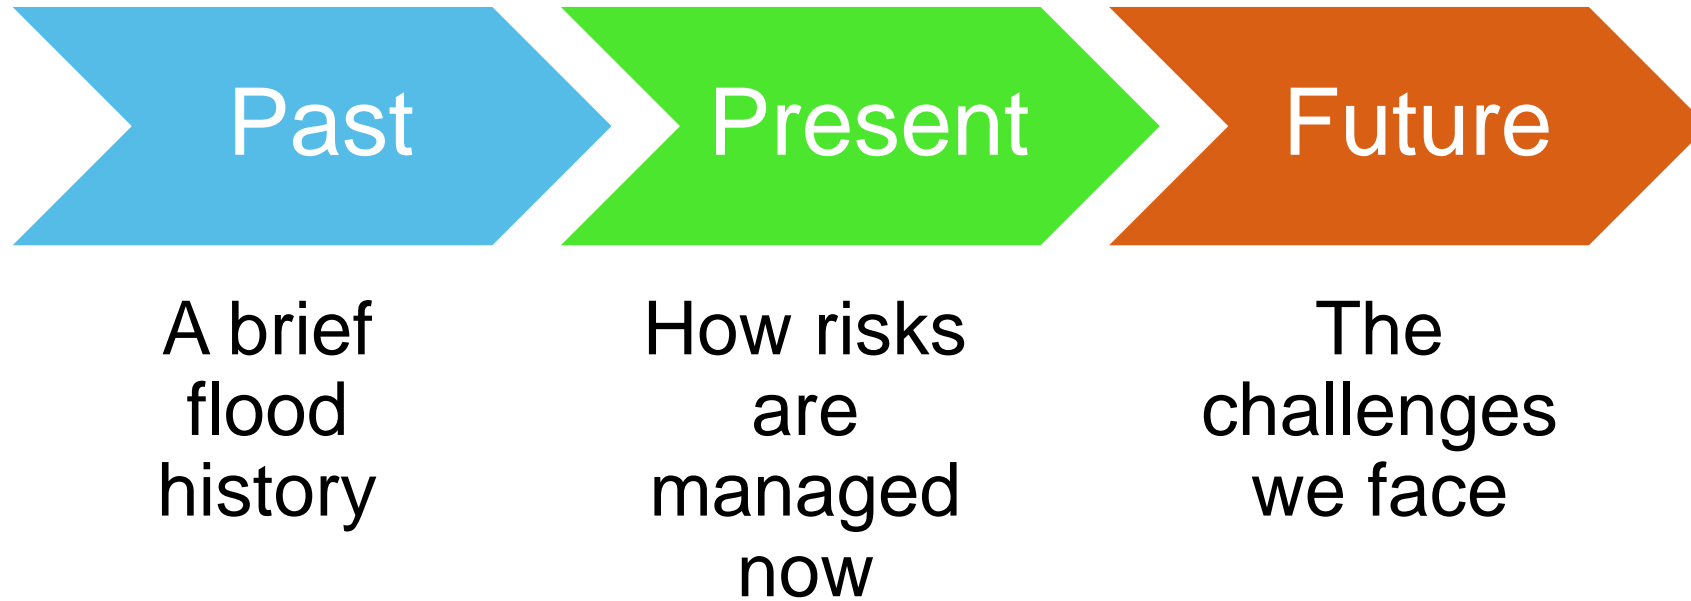 Past
A brief
flood
history
Present
How risks
are
managed
now
Future
The
challenges
we face